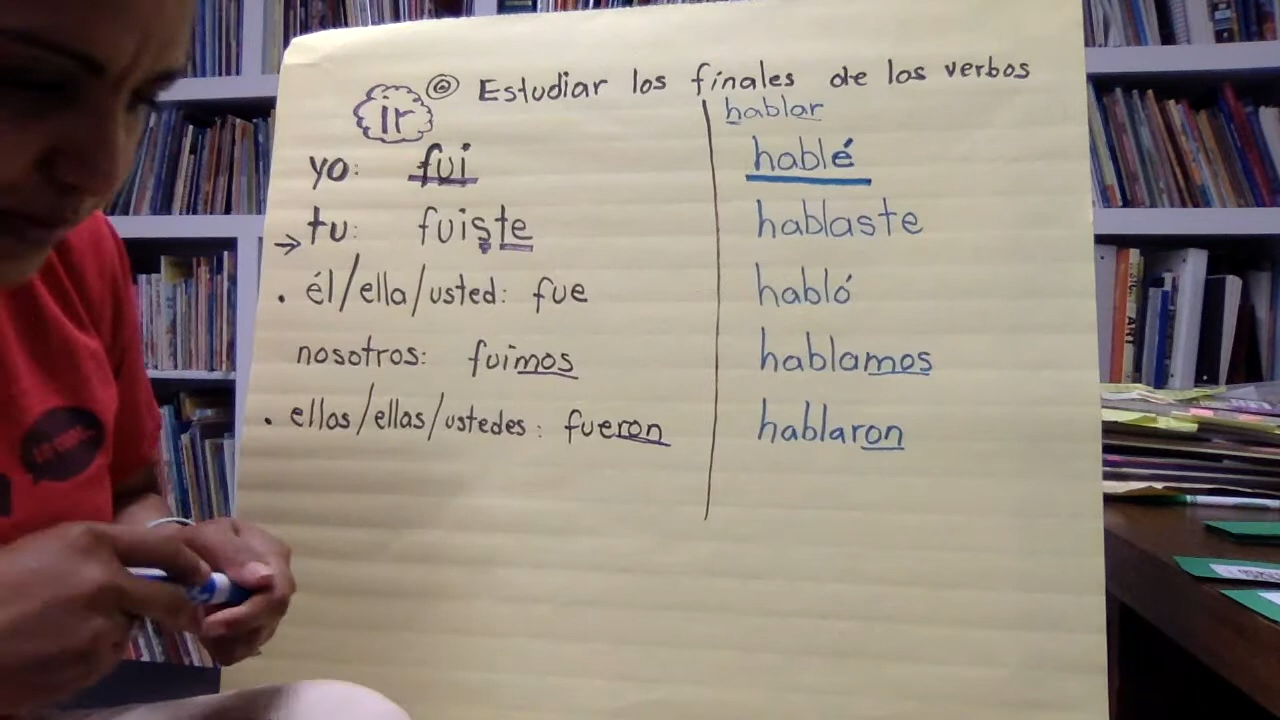 Estudiar los finales de los verbos
ir
yo: fui
tu: fuiste
→
. él/ella/usted: fue
nosotros: fuimos
. ellos/ellas/ustedes: fueron
hablar
hablé
hablaste
habló
hablamos
hablaron
ART